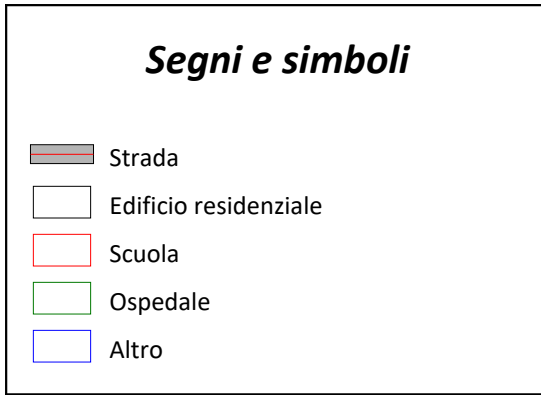 Segni e simboli
Strada
Edificio residenziale
Scuola
Ospedale
Altro